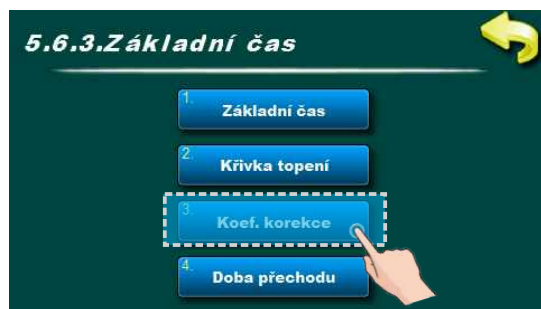 5.6.3.Základní čas
1. Základní čas
2. Křivka topení
3. Koef. korekce
4. Doba přechodu